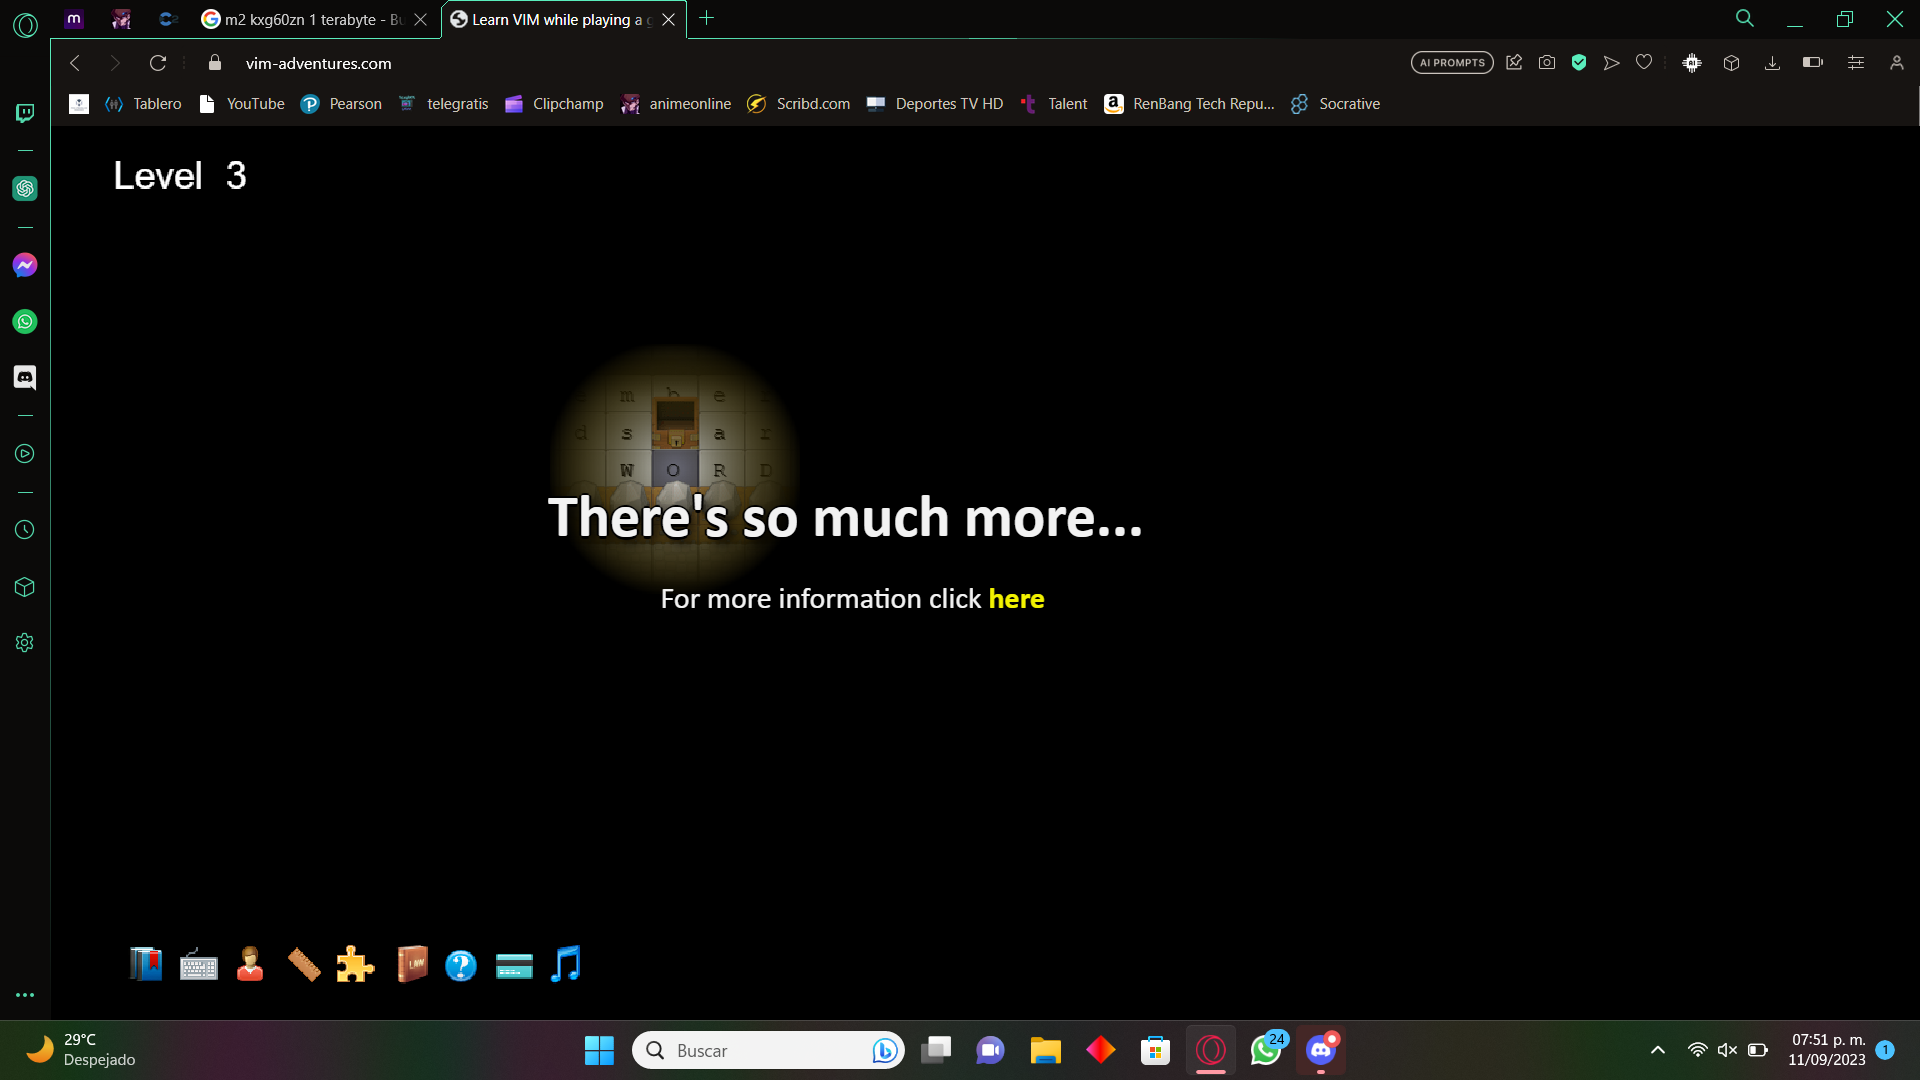 m
m2 kxg60zn 1 terabyte - Bu
Learn VIM while playing a g
vim-adventures.com
AI PROMPTS
Tablero
YouTube
Pearson
telegratis
Clipchamp
animeonline
Scribd.com
Deportes TV HD
Talent
RenBang Tech Repu...
Socrative
Level 3
m b e
d s a r
W O R D
There's so much more...
For more information click here
LAW
29°C
Despejado
Buscar
24
07:51 p. m.
11/09/2023
1